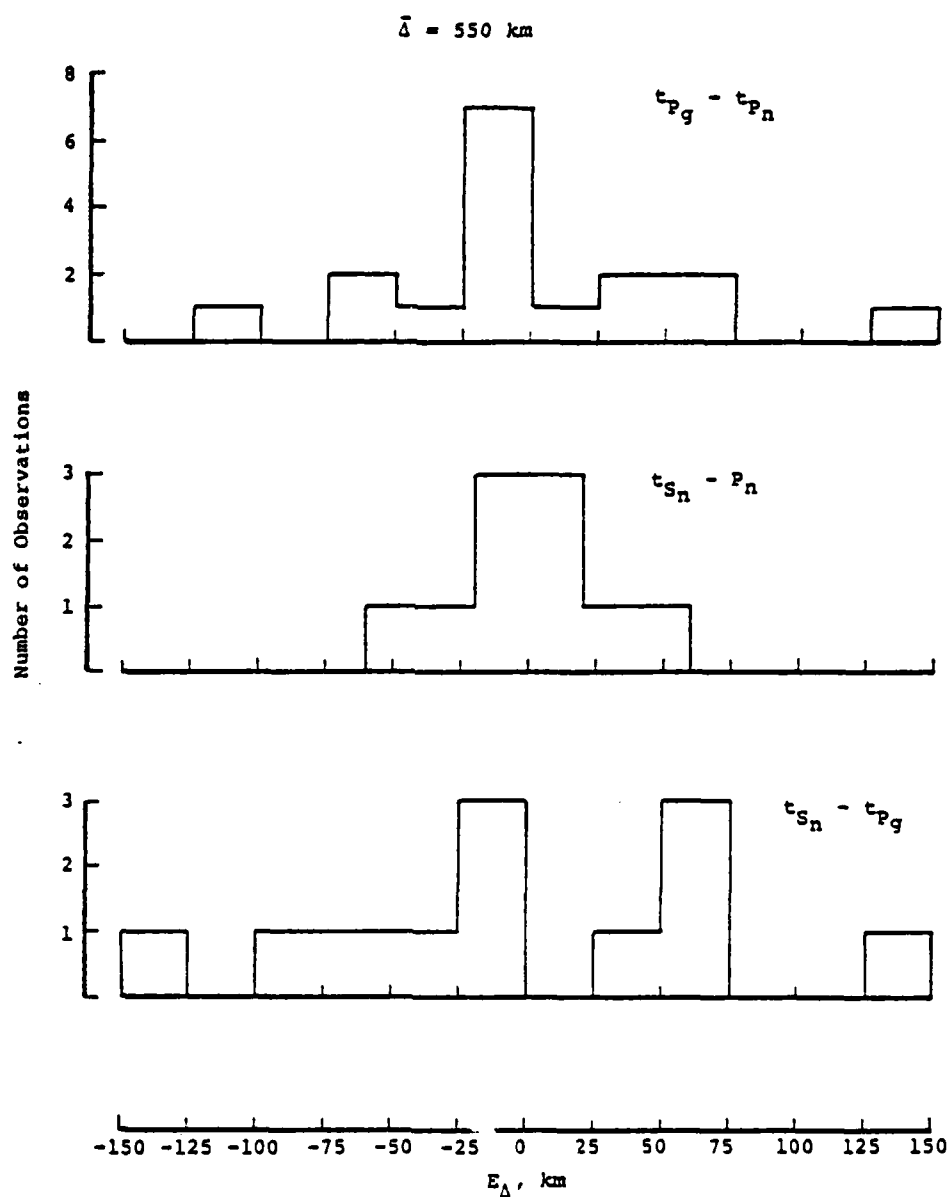 Δ̄ = 550 km
t_Pg - t_Pn
8
6
4
2
Number of Observations
t_Sn - P_n
3
2
1
t_Sn - t_Pg
3
2
1
-150 -125 -100 -75 -50 -25 0 25 50 75 100 125 150
E_Δ, km